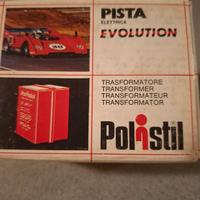 PISTA
ELETTRICA
EVOLUTION
TRASFORMATORE
TRANSFORMER
TRANSFORMATEUR
TRANSFORMATOR
Polistil